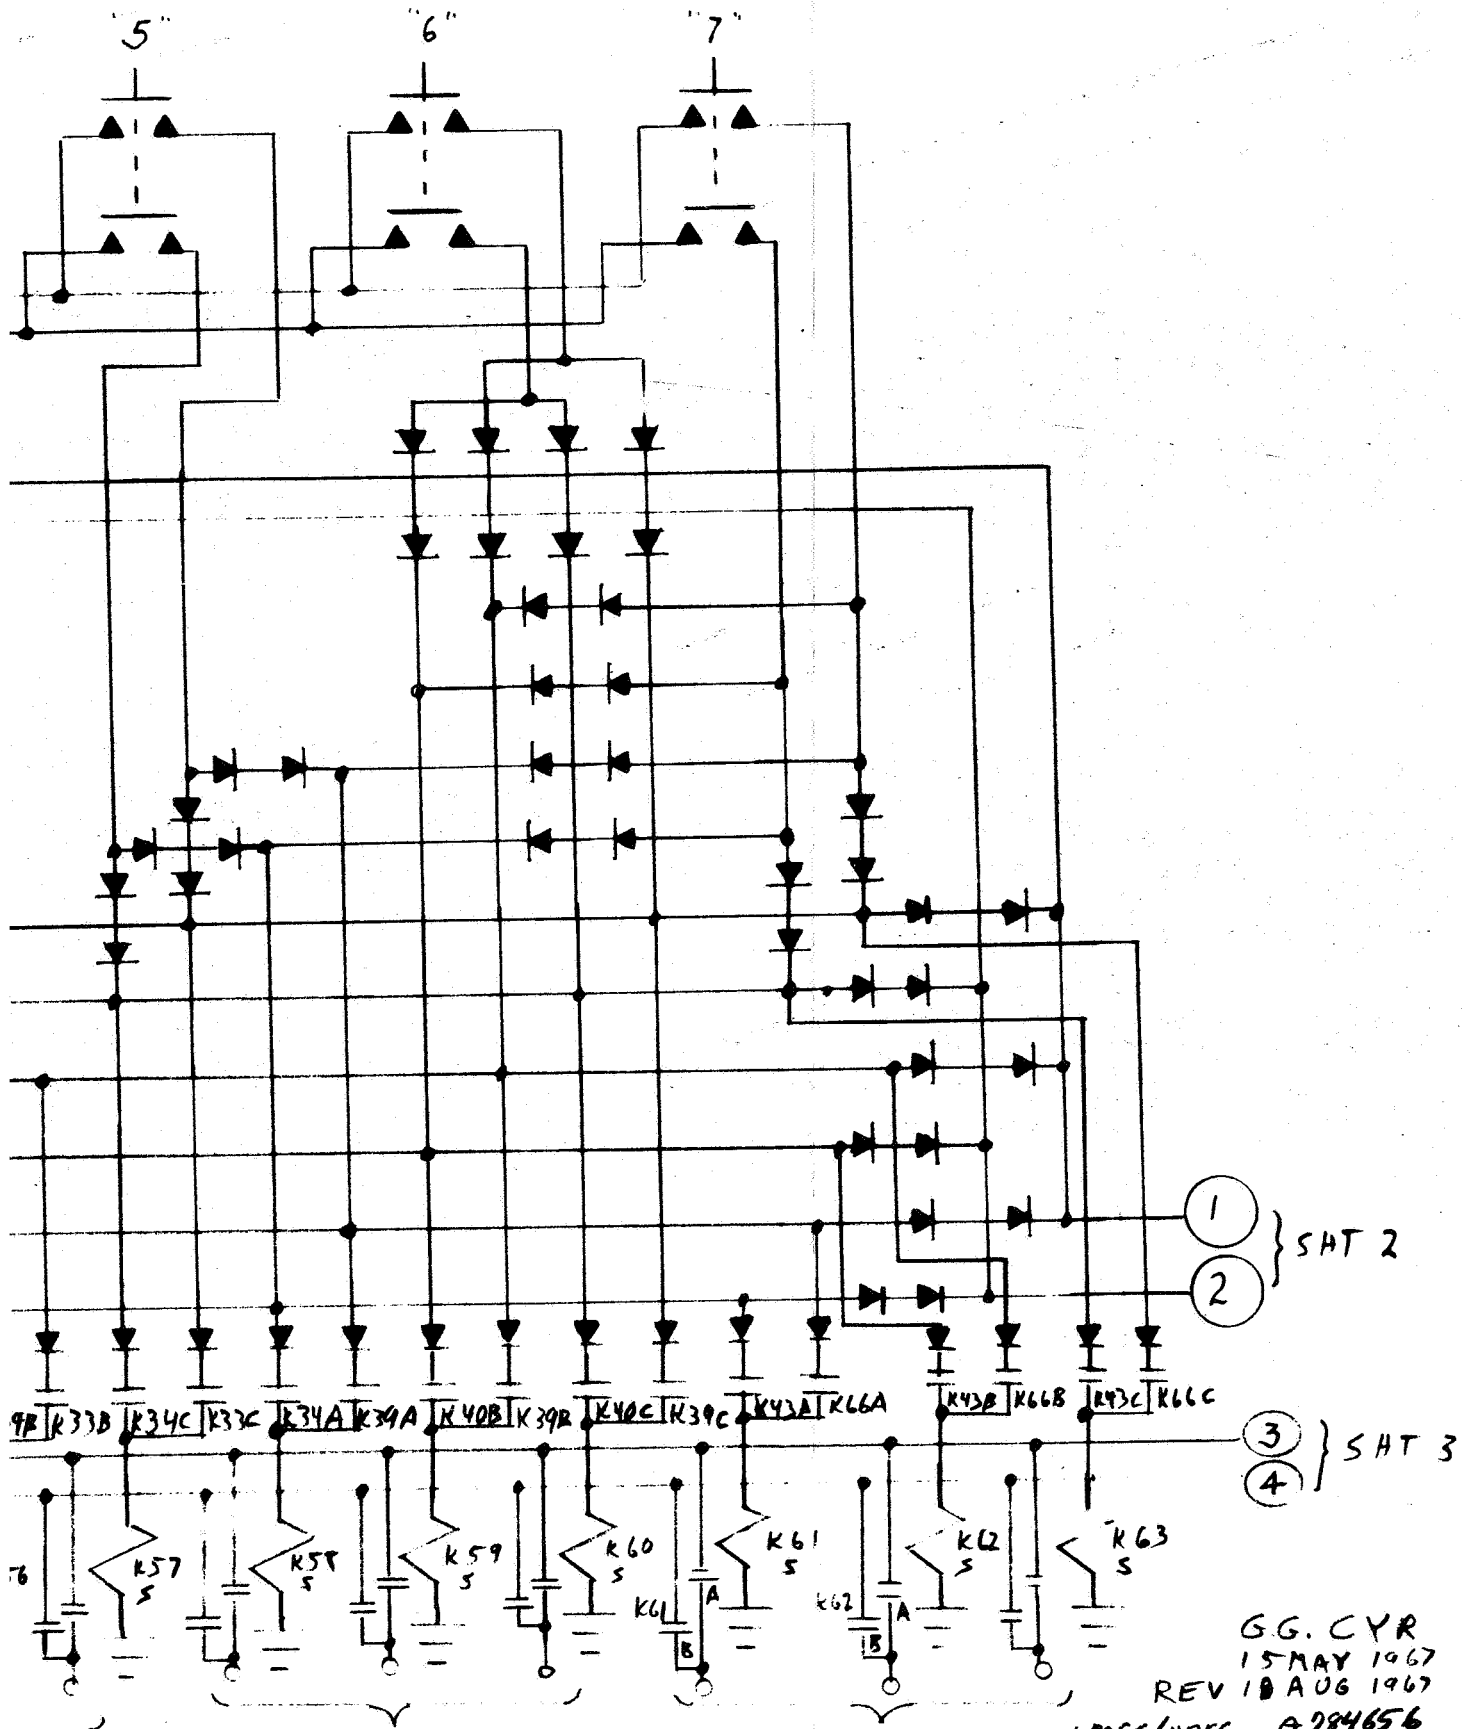 "5" "6" "7"
1
2
SHT 2
K33B K34C K33C K34A K39A K40B K39B K40C K39C K43A K66A K43B K66B K43C K66C
3
4
SHT 3
K57 S
K58 S
K59 S
K60 S
K61 S
K62 S
K63
K61 A B
K62 A B
G.G. CYR
15 MAY 1967
REV 18 AUG 1967
A784656